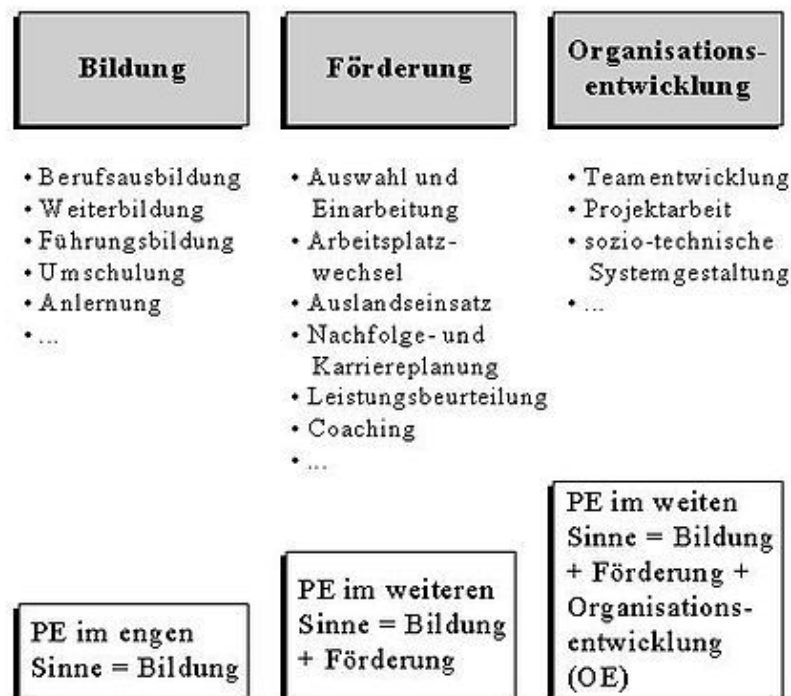 Bildung
• Berufsausbildung
• Weiterbildung
• Führungsbildung
• Umschulung
• Anlernung
• ...
PE im engen
Sinne = Bildung
Förderung
• Auswahl und
Einarbeitung
• Arbeitsplatz-
wechsel
• Auslandseinsatz
• Nachfolge- und
Karriereplanung
• Leistungsbeurteilung
• Coaching
• ...
PE im weiteren
Sinne = Bildung
+ Förderung
Organisations-
entwicklung
• Teamentwicklung
• Projektarbeit
• sozio-technische
Systemgestaltung
• ...
PE im weiten
Sinne = Bildung
+ Förderung +
Organisations-
entwicklung
(OE)